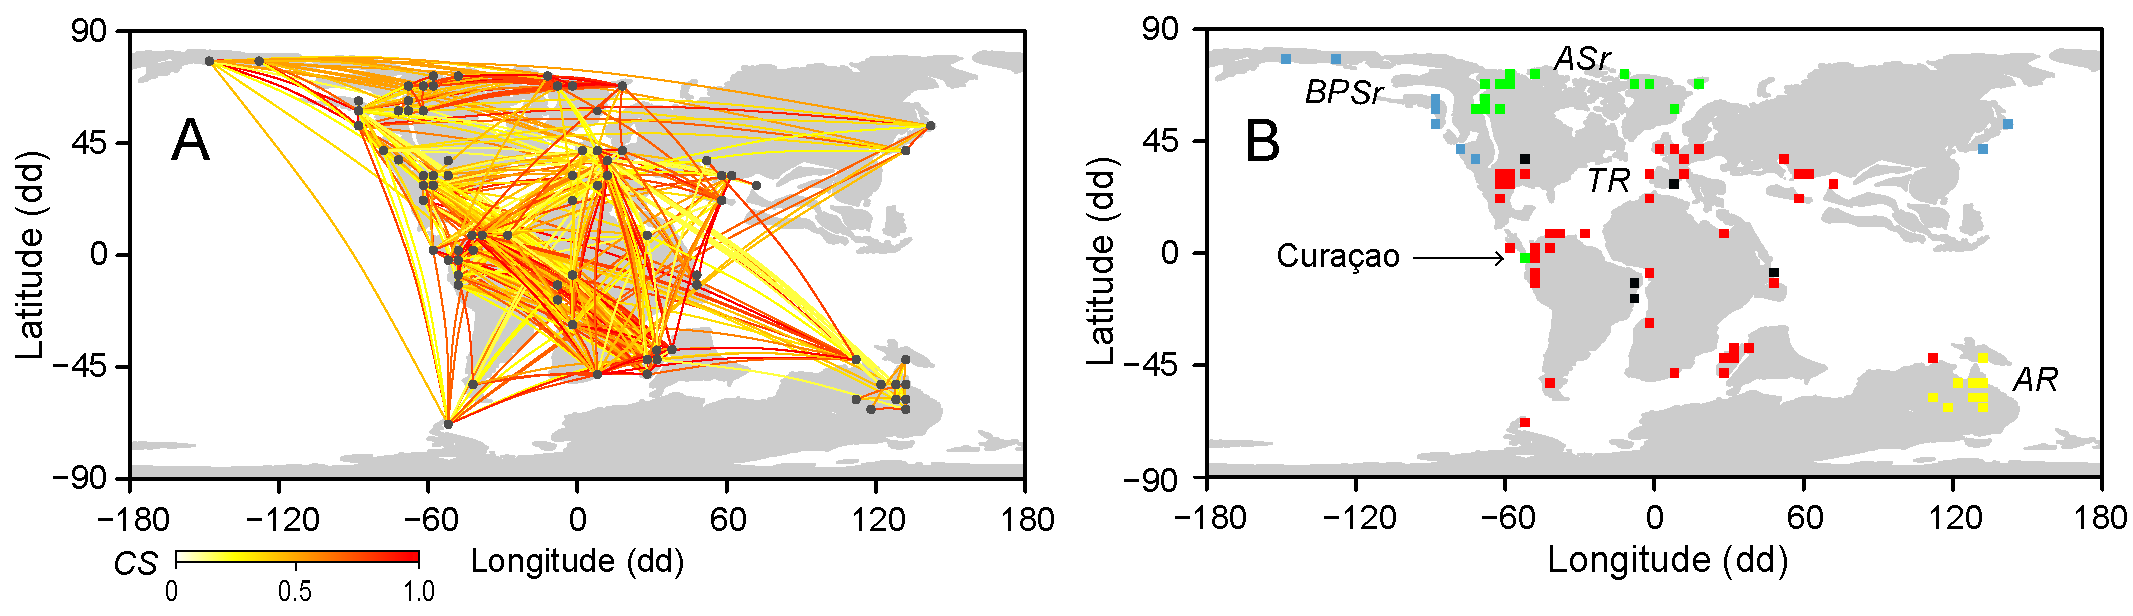 90
45
0
−45
−90
Latitude (dd)
A
−180
−120
−60
0
60
120
180
Longitude (dd)
CS
0
0.5
1.0
90
45
0
−45
−90
Latitude (dd)
B
ASr
BPSr
TR
Curaçao
AR
−180
−120
−60
0
60
120
180
Longitude (dd)